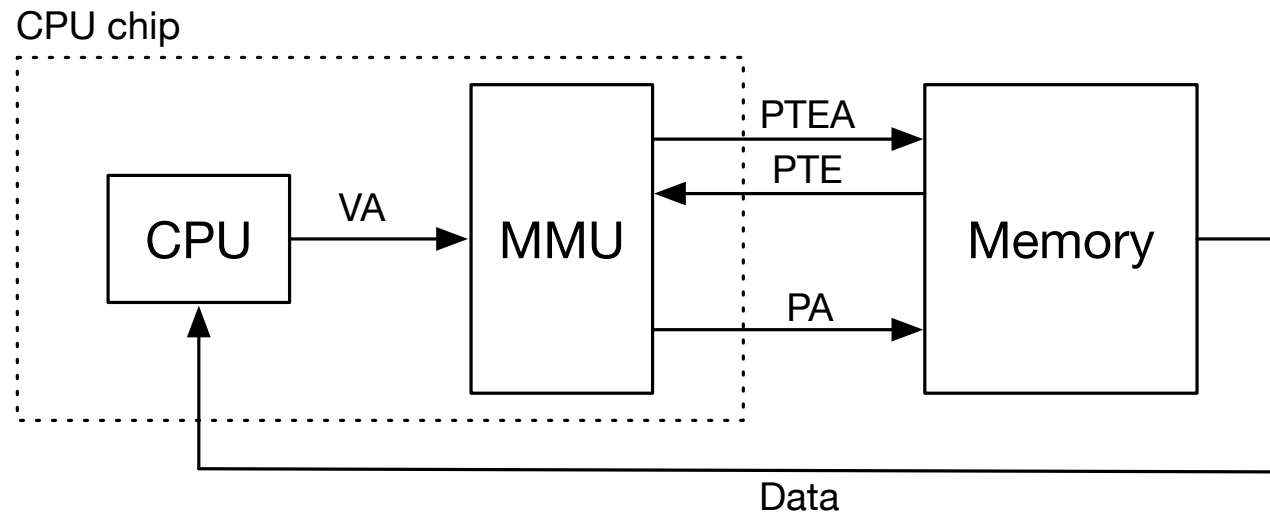 CPU chip
PTEA
PTE
VA
CPU
MMU
Memory
PA
Data